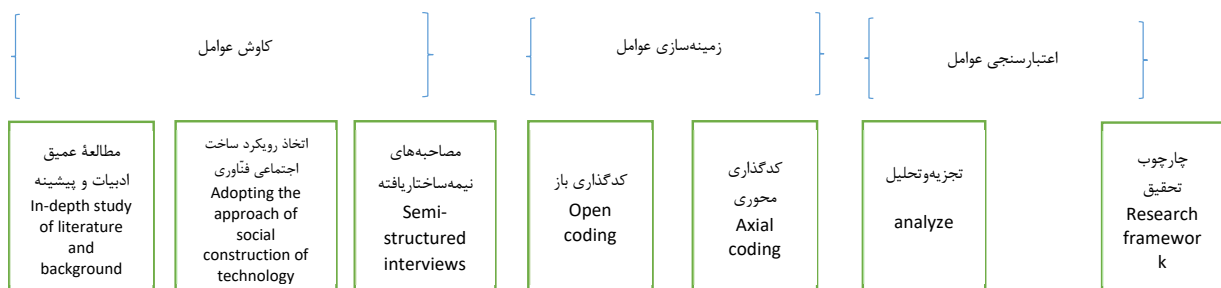 کاوش عوامل
زمینه‌سازی عوامل
اعتبارسنجی عوامل
مطالعهٔ عمیق
ادبیات و پیشینه
In-depth study
of literature
and
background
اتخاذ رویکرد ساخت
اجتماعی فنّاوری
Adopting the
approach of
social
construction of
technology
مصاحبه‌های
نیمه‌ساختاریافته
Semi-
structured
interviews
کدگذاری باز
Open
coding
کدگذاری
محوری
Axial
coding
تجزیه‌وتحلیل
analyze
چارچوب
تحقیق
Research
framewor
k